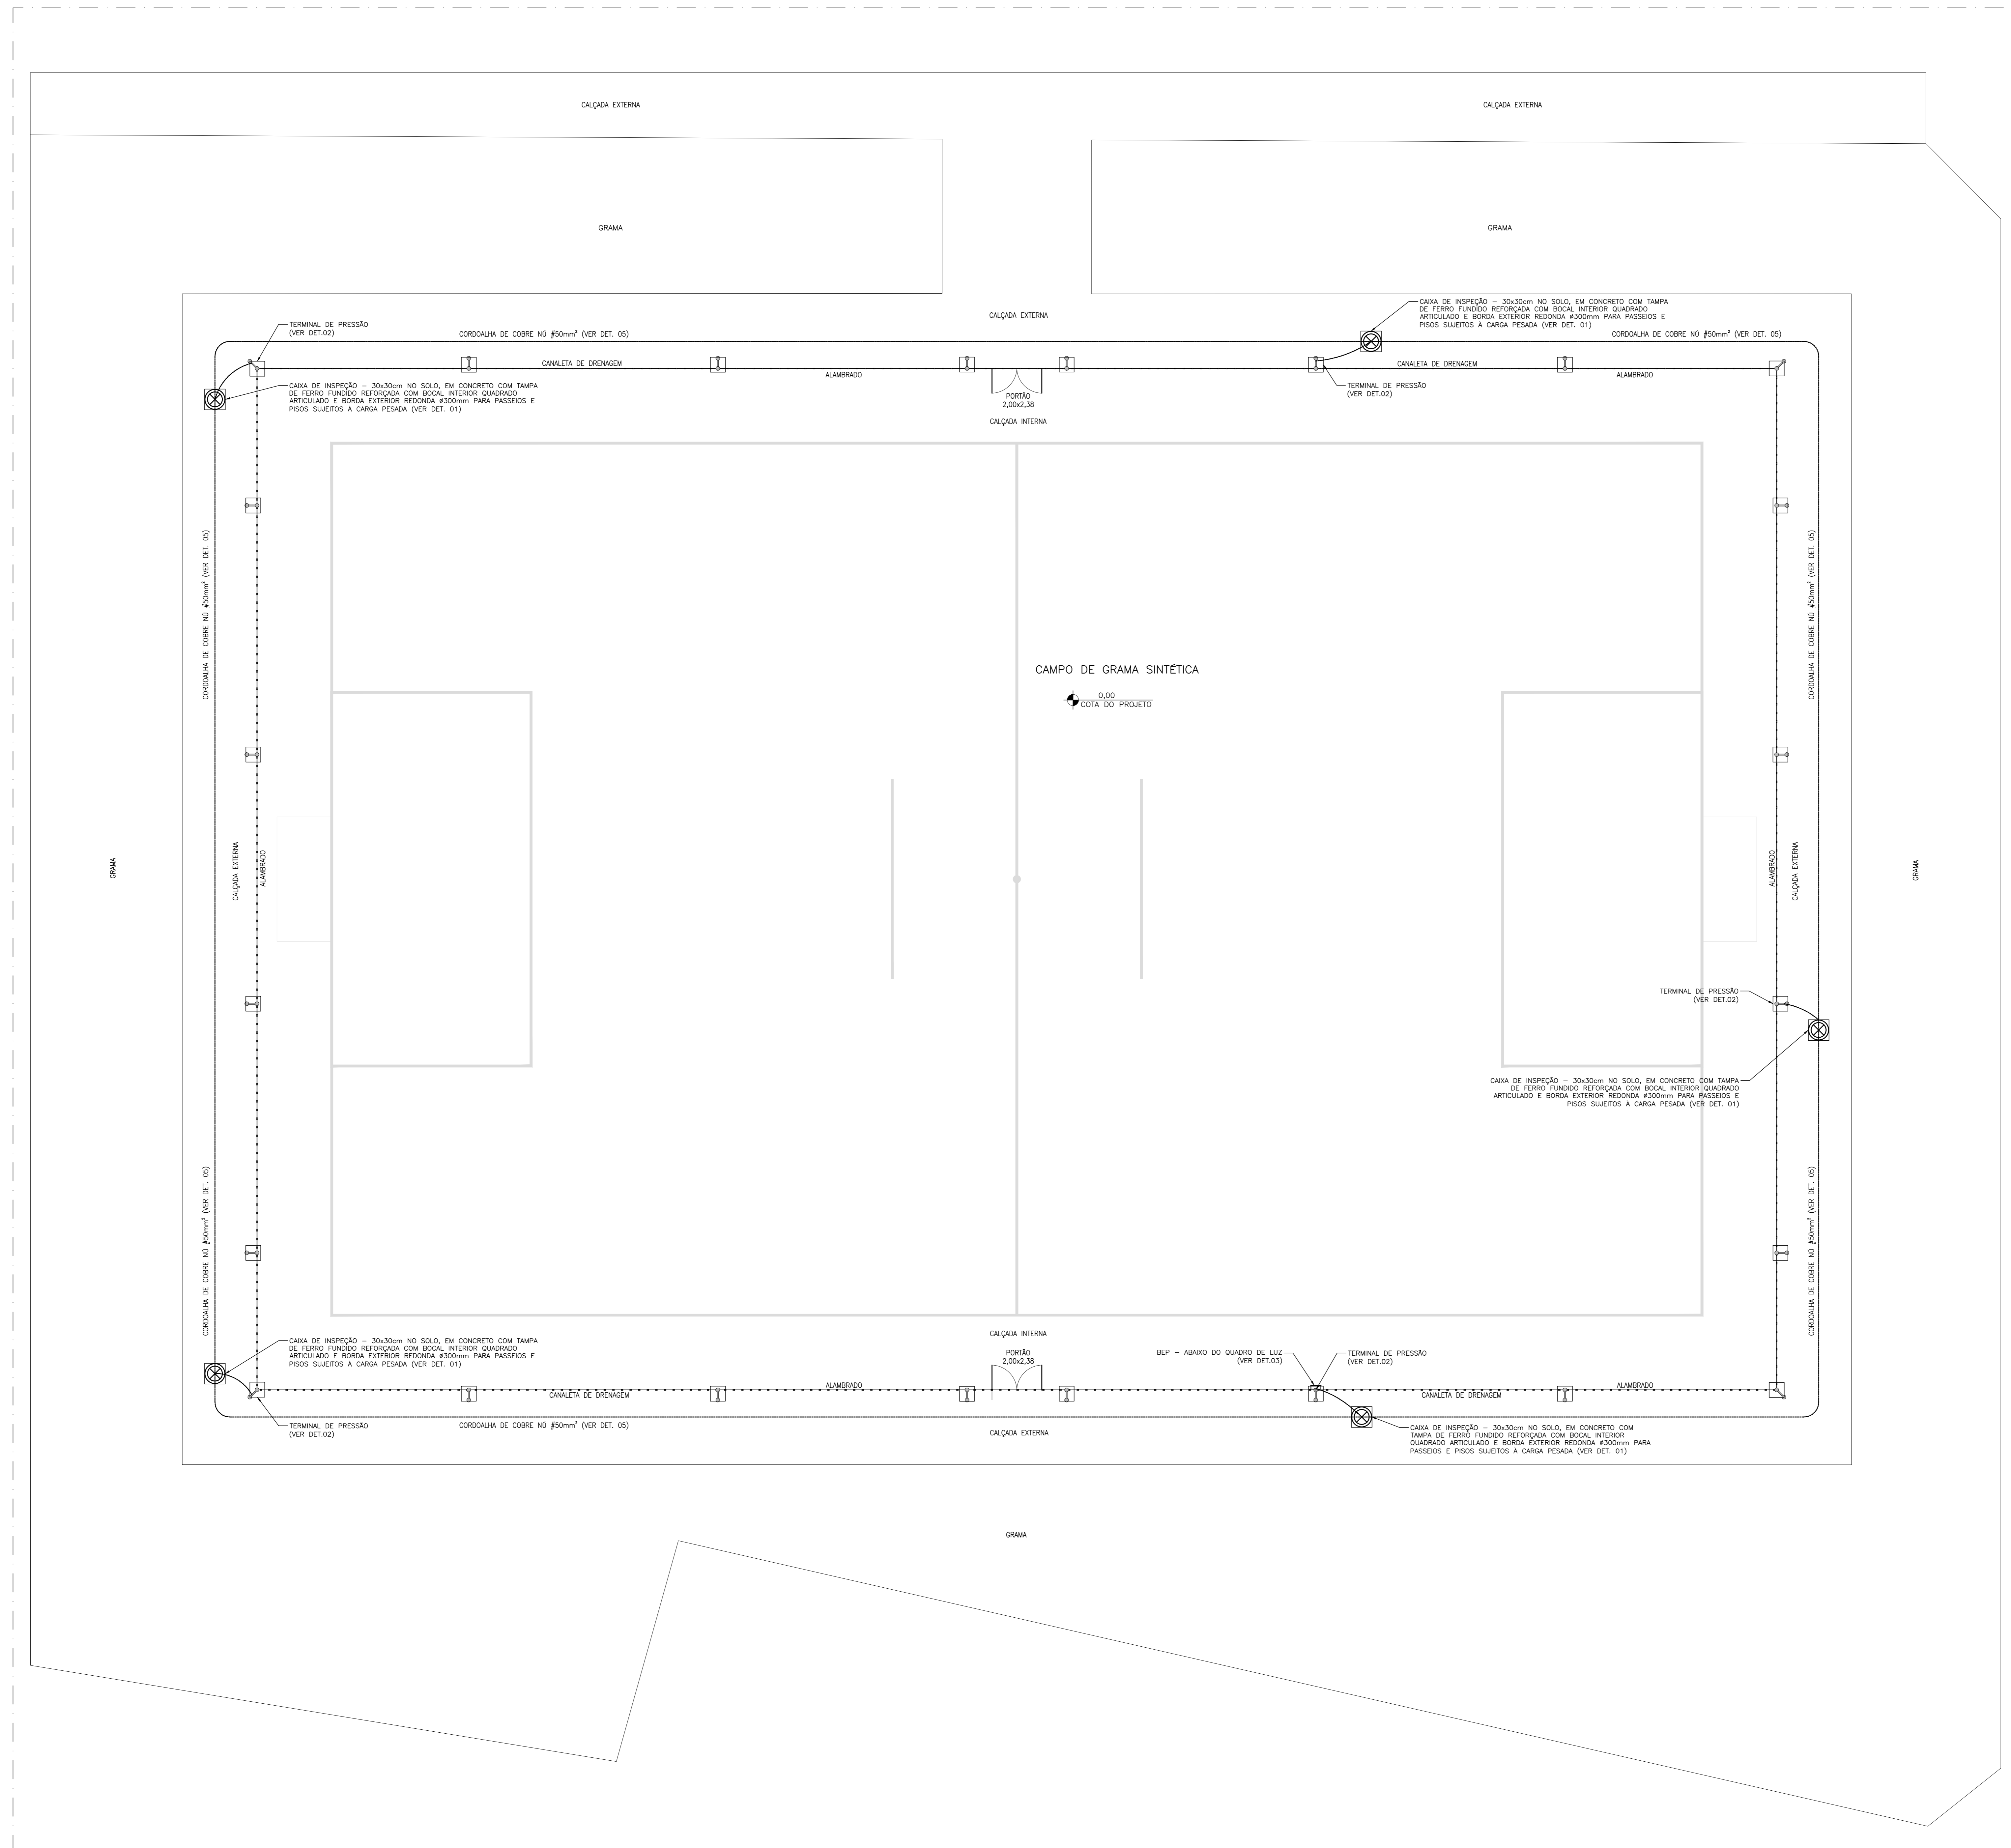 CALÇADA EXTERNA
CALÇADA EXTERNA
GRAMA
GRAMA
CALÇADA EXTERNA
TERMINAL DE PRESSÃO
(VER DET.02)
CORDOALHA DE COBRE NÚ #50mm² (VER DET. 05)
CAIXA DE INSPEÇÃO – 30x30cm NO SOLO, EM CONCRETO COM TAMPA
DE FERRO FUNDIDO REFORÇADA COM BOCAL INTERIOR QUADRADO
ARTICULADO E BORDA EXTERIOR REDONDA ø300mm PARA PASSEIOS E
PISOS SUJEITOS À CARGA PESADA (VER DET. 01)
CORDOALHA DE COBRE NÚ #50mm² (VER DET. 05)
CANALETA DE DRENAGEM
ALAMBRADO
CANALETA DE DRENAGEM
ALAMBRADO
CAIXA DE INSPEÇÃO – 30x30cm NO SOLO, EM CONCRETO COM TAMPA
DE FERRO FUNDIDO REFORÇADA COM BOCAL INTERIOR QUADRADO
ARTICULADO E BORDA EXTERIOR REDONDA ø300mm PARA PASSEIOS E
PISOS SUJEITOS À CARGA PESADA (VER DET. 01)
TERMINAL DE PRESSÃO
(VER DET.02)
PORTÃO
2,00x2,38
CALÇADA INTERNA
CORDOALHA DE COBRE NÚ #50mm² (VER DET. 05)
CORDOALHA DE COBRE NÚ #50mm² (VER DET. 05)
CAMPO DE GRAMA SINTÉTICA
0,00
COTA DO PROJETO
GRAMA
CALÇADA EXTERNA
ALAMBRADO
ALAMBRADO
CALÇADA EXTERNA
GRAMA
TERMINAL DE PRESSÃO
(VER DET.02)
CAIXA DE INSPEÇÃO – 30x30cm NO SOLO, EM CONCRETO COM TAMPA
DE FERRO FUNDIDO REFORÇADA COM BOCAL INTERIOR QUADRADO
ARTICULADO E BORDA EXTERIOR REDONDA ø300mm PARA PASSEIOS E
PISOS SUJEITOS À CARGA PESADA (VER DET. 01)
CORDOALHA DE COBRE NÚ #50mm² (VER DET. 05)
CORDOALHA DE COBRE NÚ #50mm² (VER DET. 05)
CALÇADA INTERNA
CAIXA DE INSPEÇÃO – 30x30cm NO SOLO, EM CONCRETO COM TAMPA
DE FERRO FUNDIDO REFORÇADA COM BOCAL INTERIOR QUADRADO
ARTICULADO E BORDA EXTERIOR REDONDA ø300mm PARA PASSEIOS E
PISOS SUJEITOS À CARGA PESADA (VER DET. 01)
PORTÃO
2,00x2,38
BEP – ABAIXO DO QUADRO DE LUZ
(VER DET.03)
TERMINAL DE PRESSÃO
(VER DET.02)
ALAMBRADO
ALAMBRADO
CANALETA DE DRENAGEM
CANALETA DE DRENAGEM
TERMINAL DE PRESSÃO
(VER DET.02)
CORDOALHA DE COBRE NÚ #50mm² (VER DET. 05)
CALÇADA EXTERNA
CAIXA DE INSPEÇÃO – 30x30cm NO SOLO, EM CONCRETO COM
TAMPA DE FERRO FUNDIDO REFORÇADA COM BOCAL INTERIOR
QUADRADO ARTICULADO E BORDA EXTERIOR REDONDA ø300mm PARA
PASSEIOS E PISOS SUJEITOS À CARGA PESADA (VER DET. 01)
GRAMA